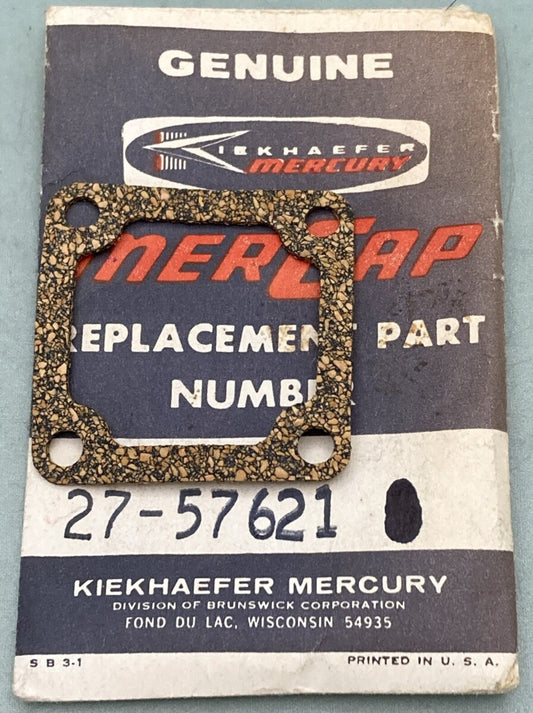 GENUINE
KIEKHAEFER
MERCURY
MERCAP
REPLACEMENT PART
NUMBER
27-57621
KIEKHAEFER MERCURY
DIVISION OF BRUNSWICK CORPORATION
FOND DU LAC, WISCONSIN 54935
S B 3-1 PRINTED IN U. S. A.